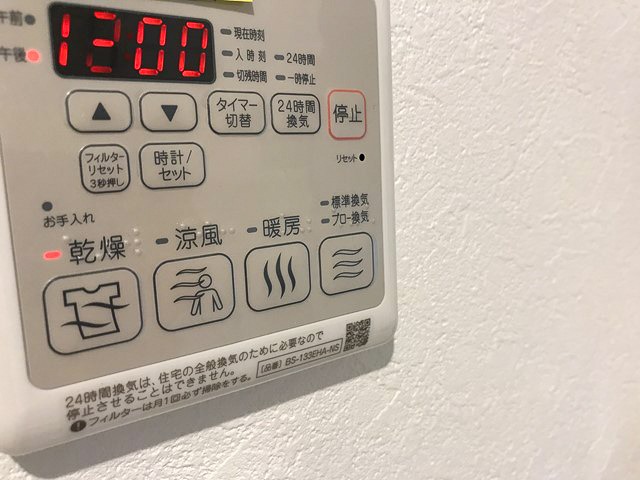 午前
12:00
午後
現在時刻
入時刻 24時間
切残時間 一時停止
▲ ▼ タイマー切替 24時間換気 停止
フィルターリセット3秒押し 時計/セット リセット
お手入れ
乾燥 涼風 暖房 標準換気
フロー換気
24時間換気は、住宅の全般換気のために必要なので
停止させることはできません。
フィルターは月1回必ず掃除をする。 〔品番〕BS-133EHA-NS